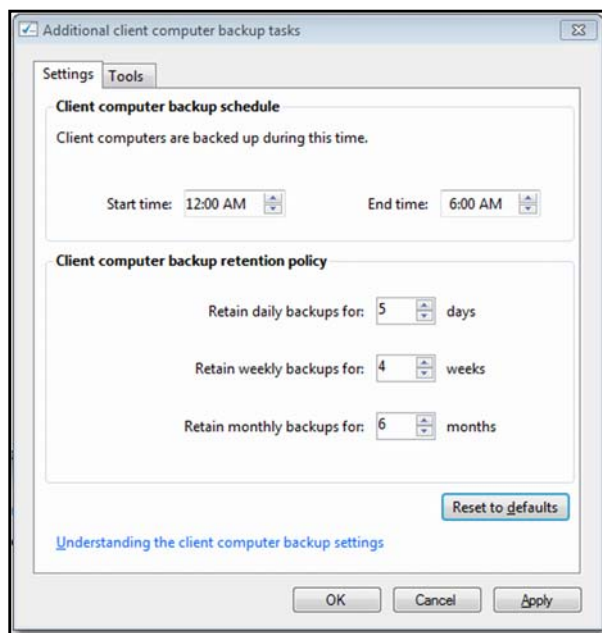 Additional client computer backup tasks
Settings Tools
Client computer backup schedule
Client computers are backed up during this time.
Start time: 12:00 AM End time: 6:00 AM
Client computer backup retention policy
Retain daily backups for: 5 days
Retain weekly backups for: 4 weeks
Retain monthly backups for: 6 months
Reset to defaults
Understanding the client computer backup settings
OK Cancel Apply